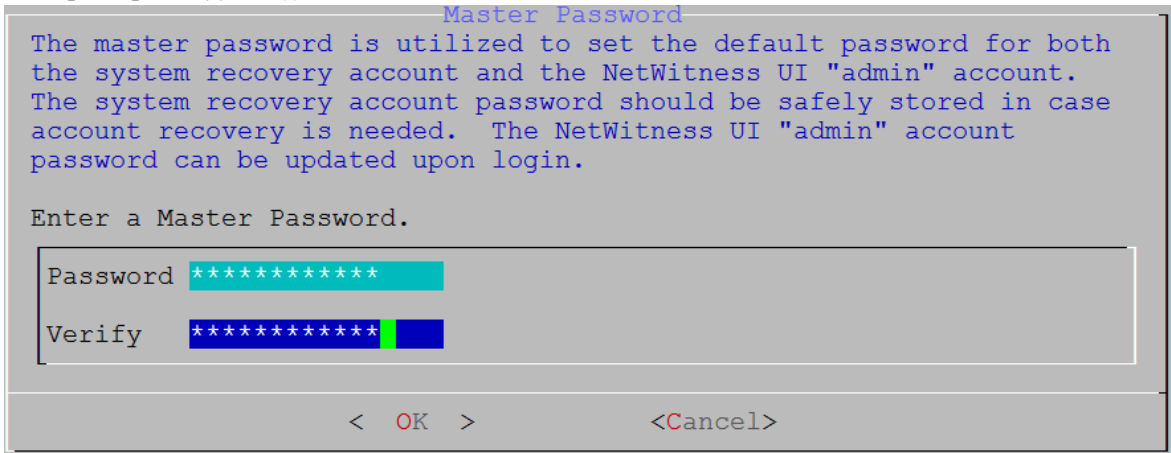 Master Password
The master password is utilized to set the default password for both
the system recovery account and the NetWitness UI "admin" account.
The system recovery account password should be safely stored in case
account recovery is needed.  The NetWitness UI "admin" account
password can be updated upon login.
Enter a Master Password.
Password ************
Verify ************
<  OK  > <Cancel>